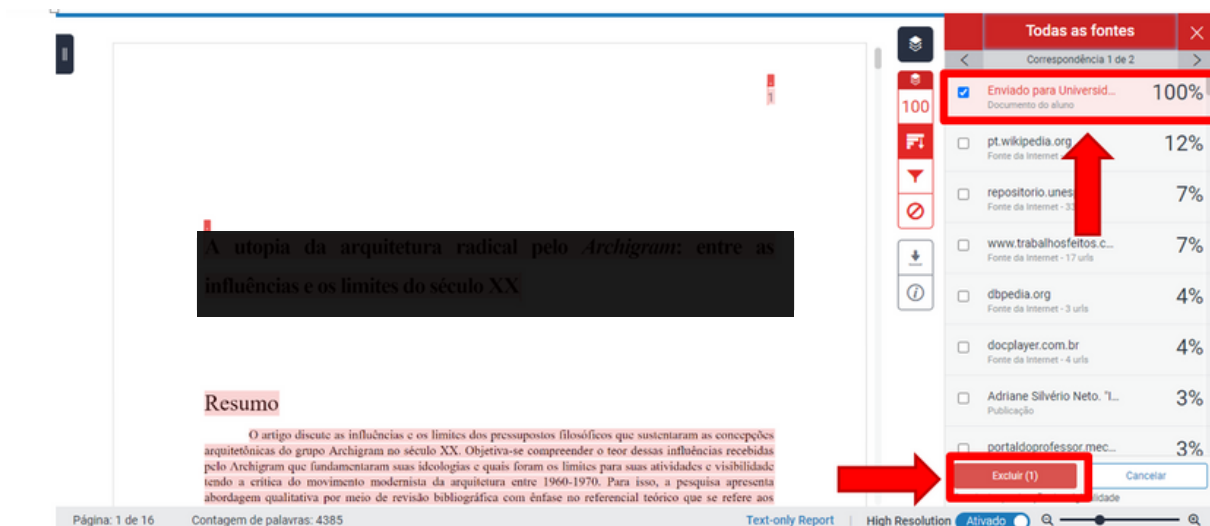 Todas as fontes
Correspondência 1 de 2
1
100
Enviado para Universid... 100%
Documento do aluno
pt.wikipedia.org 12%
Fonte da Internet -
repositorio.unes 7%
Fonte da Internet - 33
www.trabalhosfeitos.c... 7%
Fonte da Internet - 17 urls
dbpedia.org 4%
Fonte da Internet - 3 urls
docplayer.com.br 4%
Fonte da Internet - 4 urls
Adriane Silvério Neto. "I... 3%
Publicação
portaldoprofessor.mec... 3%
Excluir (1) Cancelar
A utopia da arquitetura radical pelo Archigram: entre as
influências e os limites do século XX
Resumo
O artigo discute as influências e os limites dos pressupostos filosóficos que sustentaram as concepções
arquitetônicas do grupo Archigram no século XX. Objetiva-se compreender o teor dessas influências recebidas
pelo Archigram que fundamentaram suas ideologias e quais foram os limites para suas atividades e visibilidade
tendo a crítica do movimento modernista da arquitetura entre 1960-1970. Para isso, a pesquisa apresenta
abordagem qualitativa por meio de revisão bibliográfica com ênfase no referencial teórico que se refere aos
Página: 1 de 16 Contagem de palavras: 4385 Text-only Report High Resolution Ativado